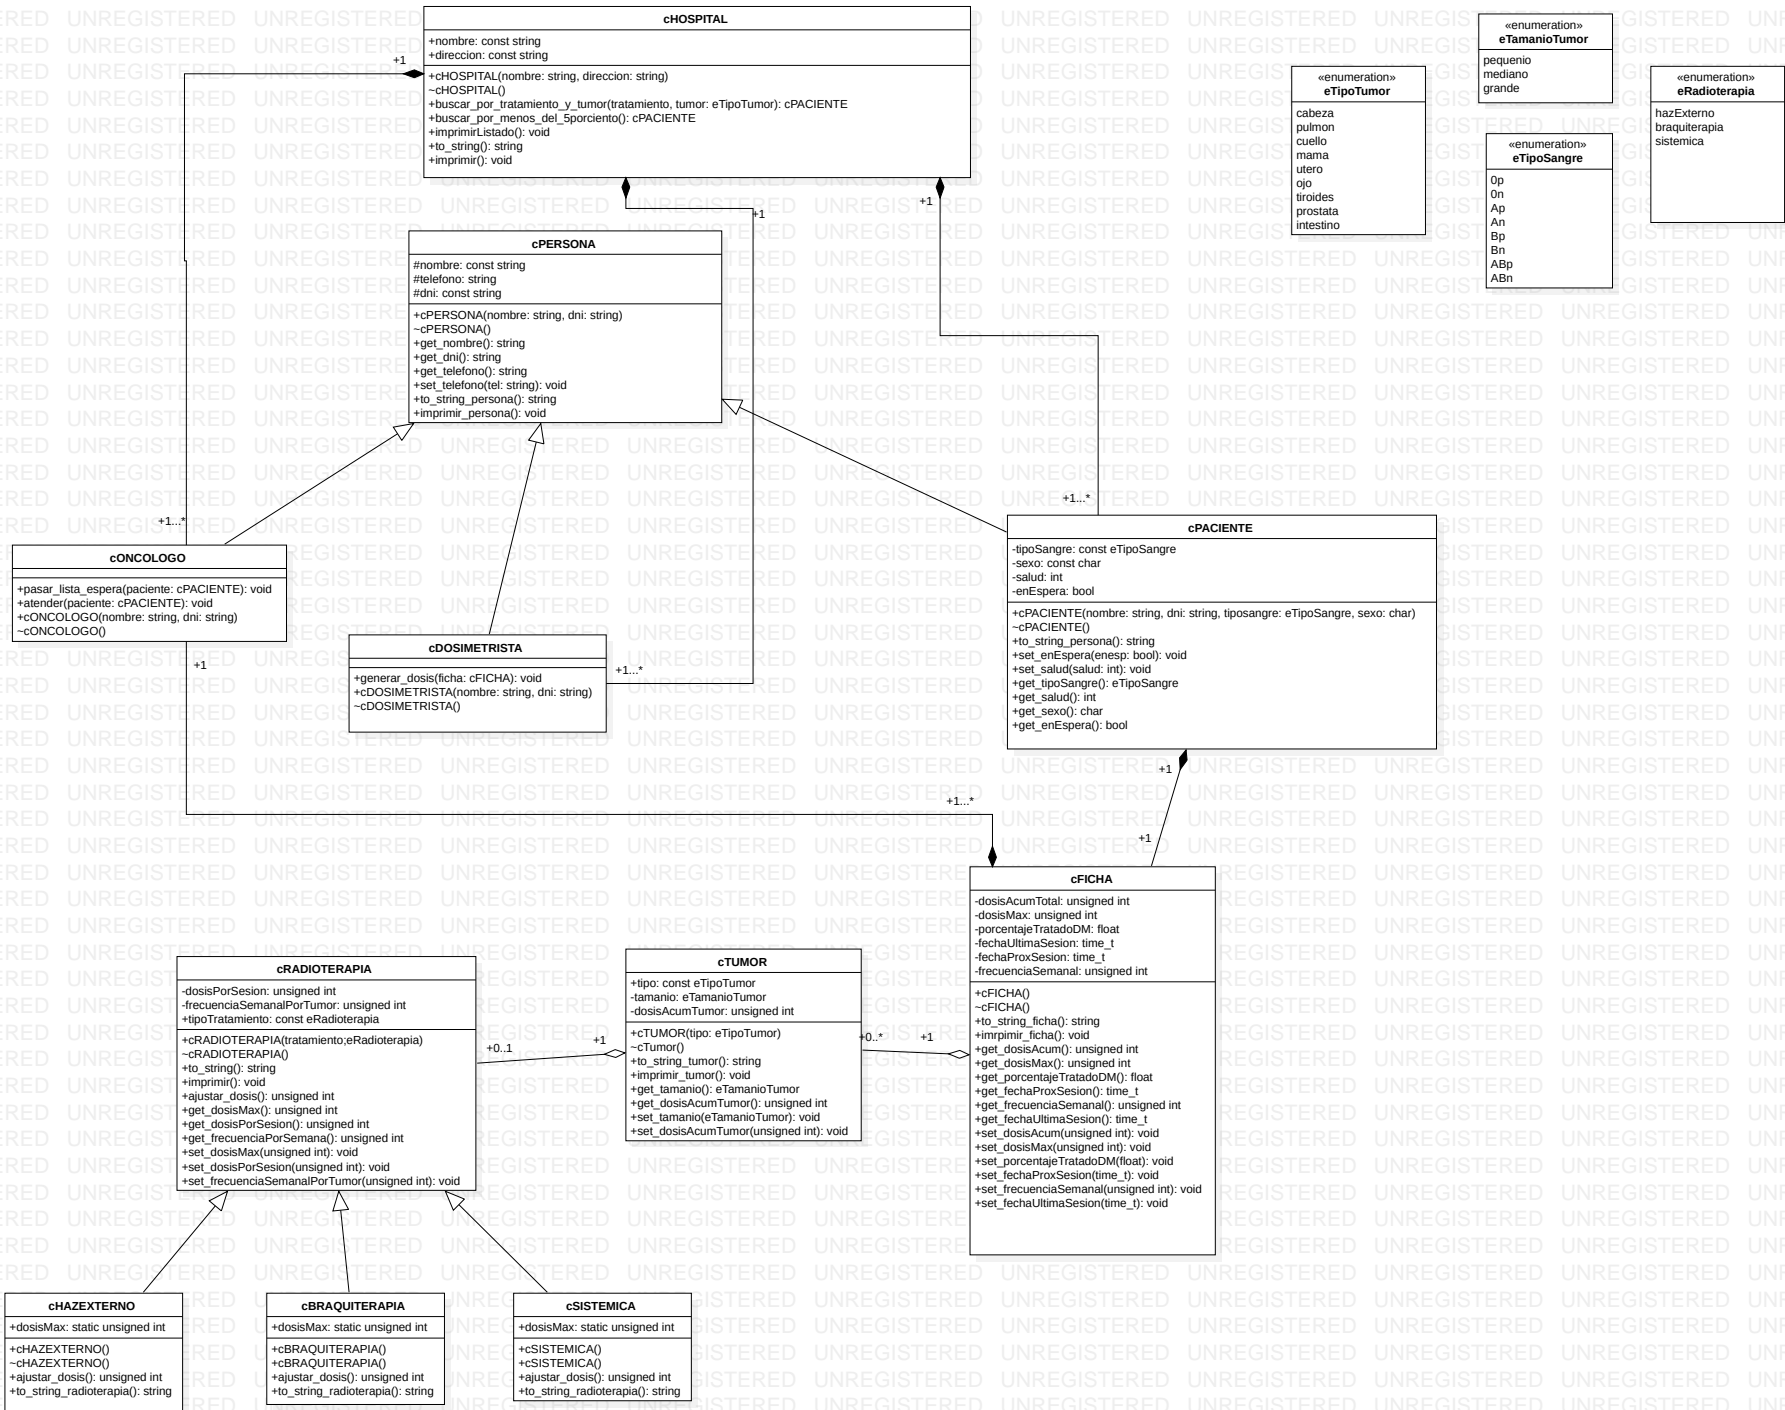 cHOSPITAL
+nombre: const string
+direccion: const string
+cHOSPITAL(nombre: string, direccion: string)
~cHOSPITAL()
+buscar_por_tratamiento_y_tumor(tratamiento, tumor: eTipoTumor): cPACIENTE
+buscar_por_menos_del_5porciento(): cPACIENTE
+imprimirListado(): void
+to_string(): string
+imprimir(): void
+1
+1
+1
«enumeration»
eTipoTumor
cabeza
pulmon
cuello
mama
utero
ojo
tiroides
prostata
intestino
«enumeration»
eTamanioTumor
pequenio
mediano
grande
«enumeration»
eTipoSangre
0p
0n
Ap
An
Bp
Bn
ABp
ABn
«enumeration»
eRadioterapia
hazExterno
braquiterapia
sistemica
cPERSONA
#nombre: const string
#telefono: string
#dni: const string
+cPERSONA(nombre: string, dni: string)
~cPERSONA()
+get_nombre(): string
+get_dni(): string
+get_telefono(): string
+set_telefono(tel: string): void
+to_string_persona(): string
+imprimir_persona(): void
+1...*
cONCOLOGO
+pasar_lista_espera(paciente: cPACIENTE): void
+atender(paciente: cPACIENTE): void
+cONCOLOGO(nombre: string, dni: string)
~cONCOLOGO()
+1
cDOSIMETRISTA
+generar_dosis(ficha: cFICHA): void
+cDOSIMETRISTA(nombre: string, dni: string)
~cDOSIMETRISTA()
+1...*
+1...*
cPACIENTE
-tipoSangre: const eTipoSangre
-sexo: const char
-salud: int
-enEspera: bool
+cPACIENTE(nombre: string, dni: string, tiposangre: eTipoSangre, sexo: char)
~cPACIENTE()
+to_string_persona(): string
+set_enEspera(enesp: bool): void
+set_salud(salud: int): void
+get_tipoSangre(): eTipoSangre
+get_salud(): int
+get_sexo(): char
+get_enEspera(): bool
+1
+1...*
+1
cFICHA
-dosisAcumTotal: unsigned int
-dosisMax: unsigned int
-porcentajeTratadoDM: float
-fechaUltimaSesion: time_t
-fechaProxSesion: time_t
-frecuenciaSemanal: unsigned int
+cFICHA()
~cFICHA()
+to_string_ficha(): string
+imrpimir_ficha(): void
+get_dosisAcum(): unsigned int
+get_dosisMax(): unsigned int
+get_porcentajeTratadoDM(): float
+get_fechaProxSesion(): time_t
+get_frecuenciaSemanal(): unsigned int
+get_fechaUltimaSesion(): time_t
+set_dosisAcum(unsigned int): void
+set_dosisMax(unsigned int): void
+set_porcentajeTratadoDM(float): void
+set_fechaProxSesion(time_t): void
+set_frecuenciaSemanal(unsigned int): void
+set_fechaUltimaSesion(time_t): void
cTUMOR
+tipo: const eTipoTumor
-tamanio: eTamanioTumor
-dosisAcumTumor: unsigned int
+cTUMOR(tipo: eTipoTumor)
~cTumor()
+to_string_tumor(): string
+imprimir_tumor(): void
+get_tamanio(): eTamanioTumor
+get_dosisAcumTumor(): unsigned int
+set_tamanio(eTamanioTumor): void
+set_dosisAcumTumor(unsigned int): void
+0..*
+1
+0..1
+1
cRADIOTERAPIA
-dosisPorSesion: unsigned int
-frecuenciaSemanalPorTumor: unsigned int
+tipoTratamiento: const eRadioterapia
+cRADIOTERAPIA(tratamiento;eRadioterapia)
~cRADIOTERAPIA()
+to_string(): string
+imprimir(): void
+ajustar_dosis(): unsigned int
+get_dosisMax(): unsigned int
+get_dosisPorSesion(): unsigned int
+get_frecuenciaPorSemana(): unsigned int
+set_dosisMax(unsigned int): void
+set_dosisPorSesion(unsigned int): void
+set_frecuenciaSemanalPorTumor(unsigned int): void
cHAZEXTERNO
+dosisMax: static unsigned int
+cHAZEXTERNO()
~cHAZEXTERNO()
+ajustar_dosis(): unsigned int
+to_string_radioterapia(): string
cBRAQUITERAPIA
+dosisMax: static unsigned int
+cBRAQUITERAPIA()
+cBRAQUITERAPIA()
+ajustar_dosis(): unsigned int
+to_string_radioterapia(): string
cSISTEMICA
+dosisMax: static unsigned int
+cSISTEMICA()
+cSISTEMICA()
+ajustar_dosis(): unsigned int
+to_string_radioterapia(): string
UNREGISTERED